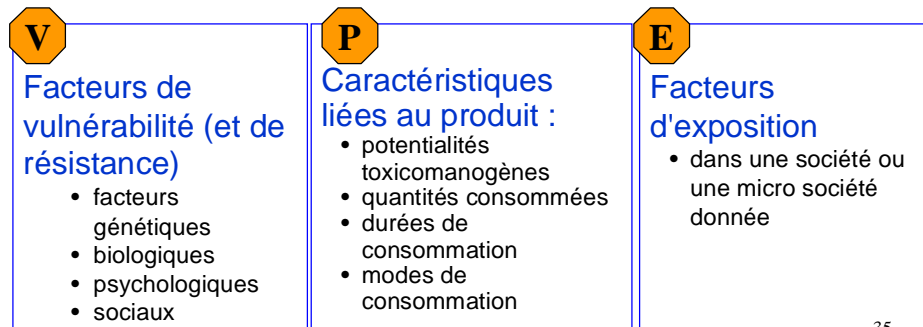 V
Facteurs de
vulnérabilité (et de
résistance)
• facteurs
génétiques
• biologiques
• psychologiques
• sociaux
P
Caractéristiques
liées au produit :
• potentialités
toxicomanogènes
• quantités consommées
• durées de
consommation
• modes de
consommation
E
Facteurs
d'exposition
• dans une société ou
une micro société
donnée